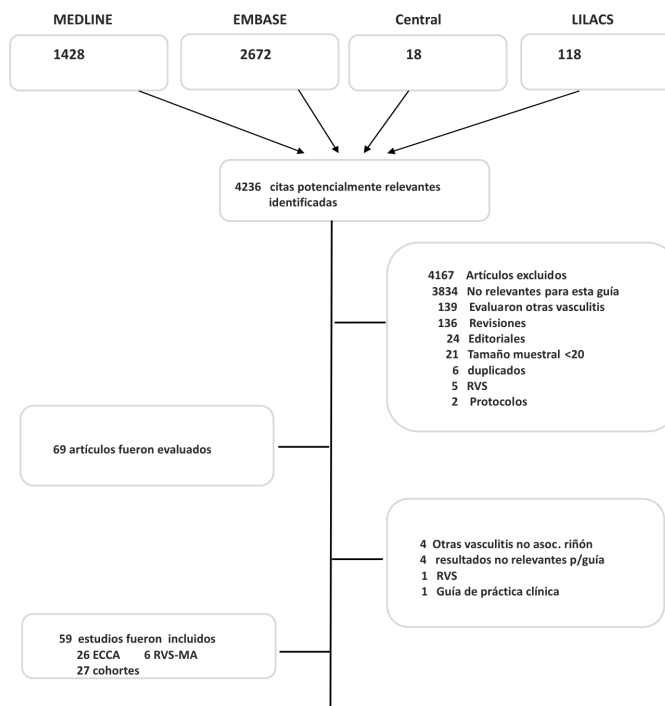 MEDLINE
EMBASE
Central
LILACS
1428
2672
18
118
4236 citas potencialmente relevantes
identificadas
4167 Artículos excluidos
3834 No relevantes para esta guía
139 Evaluaron otras vasculitis
136 Revisiones
24 Editoriales
21 Tamaño muestral <20
6 duplicados
5 RVS
2 Protocolos
69 artículos fueron evaluados
4 Otras vasculitis no asoc. riñón
4 resultados no relevantes p/guía
1 RVS
1 Guía de práctica clínica
59 estudios fueron incluidos
26 ECCA 6 RVS-MA
27 cohortes